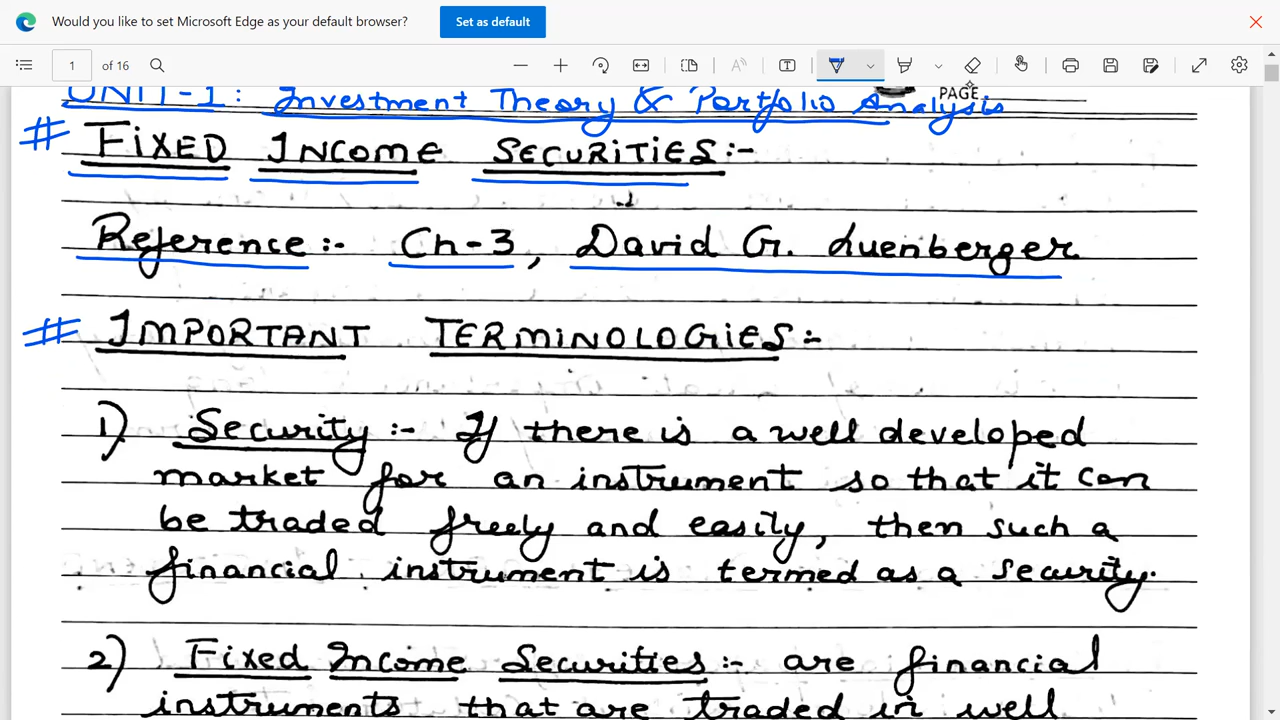 Would you like to set Microsoft Edge as your default browser? Set as default
1 of 16
PAGE
UNIT-1: Investment Theory & Portfolio Analysis
# FIXED INCOME SECURITIES:-
Reference:- Ch-3, David G. Luenberger
# IMPORTANT TERMINOLOGIES:-
1) Security:- If there is a well developed
market for an instrument so that it can
be traded freely and easily, then such a
financial instrument is termed as a security.
2) Fixed Income Securities:- are financial
instruments that are traded in well